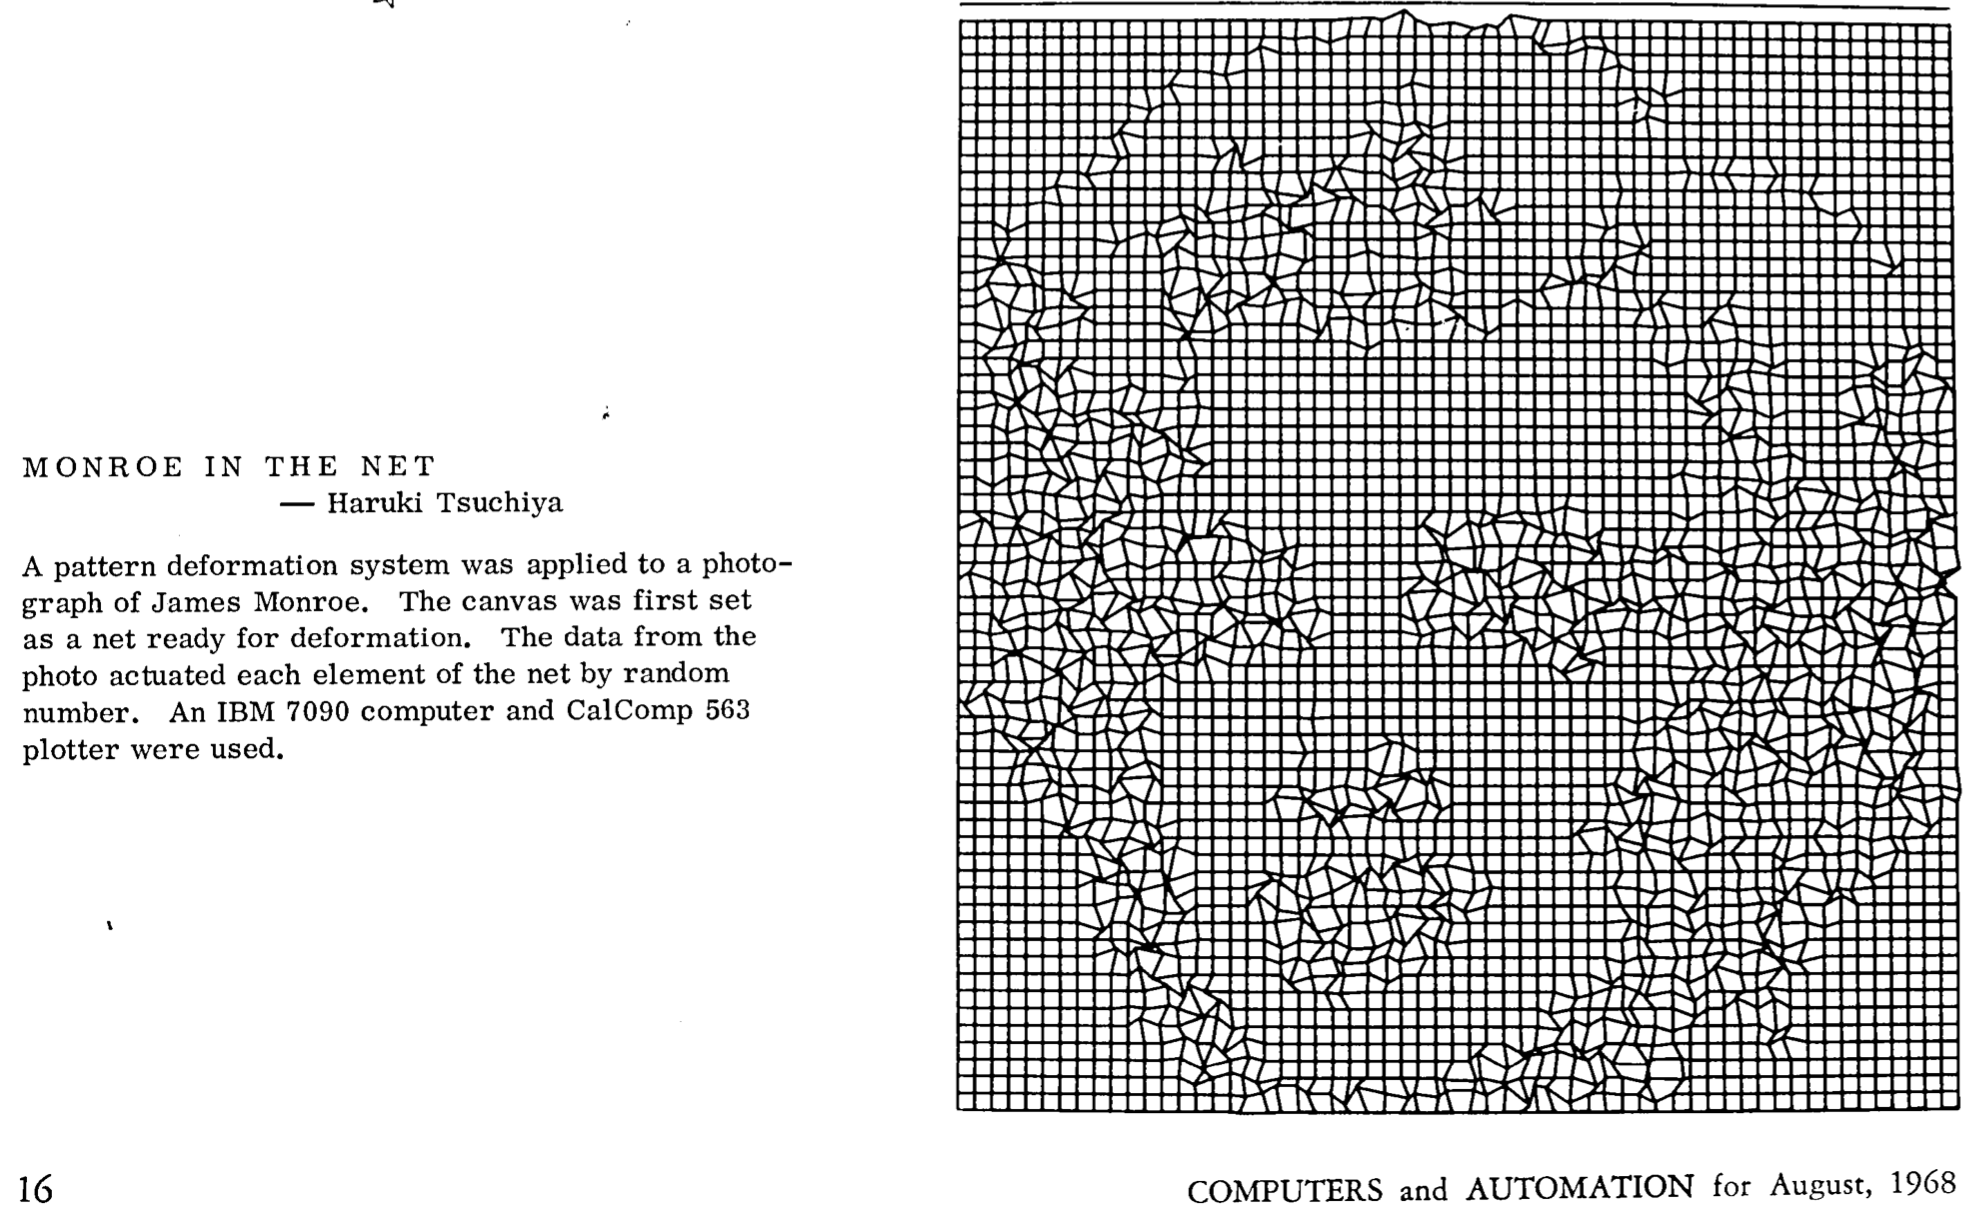 MONROE IN THE NET
— Haruki Tsuchiya
A pattern deformation system was applied to a photo-
graph of James Monroe. The canvas was first set
as a net ready for deformation. The data from the
photo actuated each element of the net by random
number. An IBM 7090 computer and CalComp 563
plotter were used.
16
COMPUTERS and AUTOMATION for August, 1968